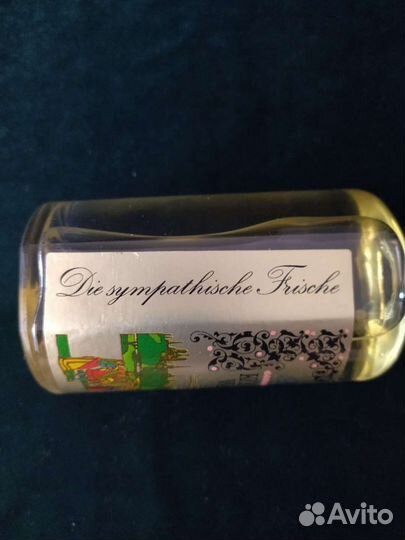 Die sympathische Frische
Avito